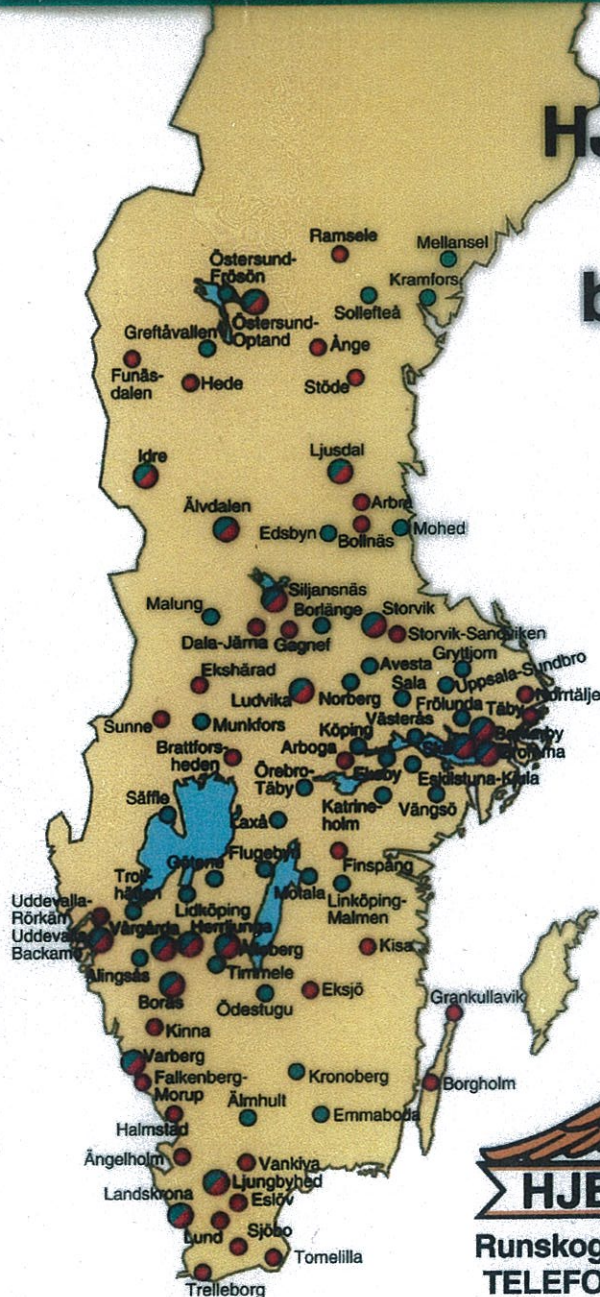 HJ
b
Ramsele
Mellansel
Östersund-
Frösön
Kramfors
Sollefteå
Östersund-
Optand
Greftåvallen
Ånge
Funäs-
dalen
Hede
Stöde
Idre
Ljusdal
Arbrå
Älvdalen
Edsbyn
Bollnäs
Mohed
Siljansnäs
Malung
Borlänge
Storvik
Dala-Järna
Gagnef
Storvik-Sandviken
Gryttjom
Avesta
Ekshärad
Uppsala-Sundbro
Ludvika
Norberg
Sala
Norrtälje
Frölunda
Täby
Sunne
Munkfors
Västerås
Köping
Arboga
Brattfors-
heden
Örebro-
Täby
Ekeby
Eskilstuna-Kjula
Säffle
Katrine-
holm
Vängsö
Laxå
Flugebyn
Finspång
Götene
Troll-
hättan
Motala
Linköping-
Malmen
Lidköping
Uddevalla-
Rörkärr
Uddevalla-
Backamo
Vårgårda
Herrljunga
Kisa
Alingsås
Timmele
Borås
Ödestugu
Eksjö
Grankullavik
Kinna
Varberg
Falkenberg-
Morup
Kronoberg
Borgholm
Älmhult
Emmaboda
Halmstad
Ängelholm
Vankiva
Ljungbyhed
Landskrona
Eslöv
HJE
Lund
Sjöbo
Runskog
Tomelilla
TELEFO
Trelleborg